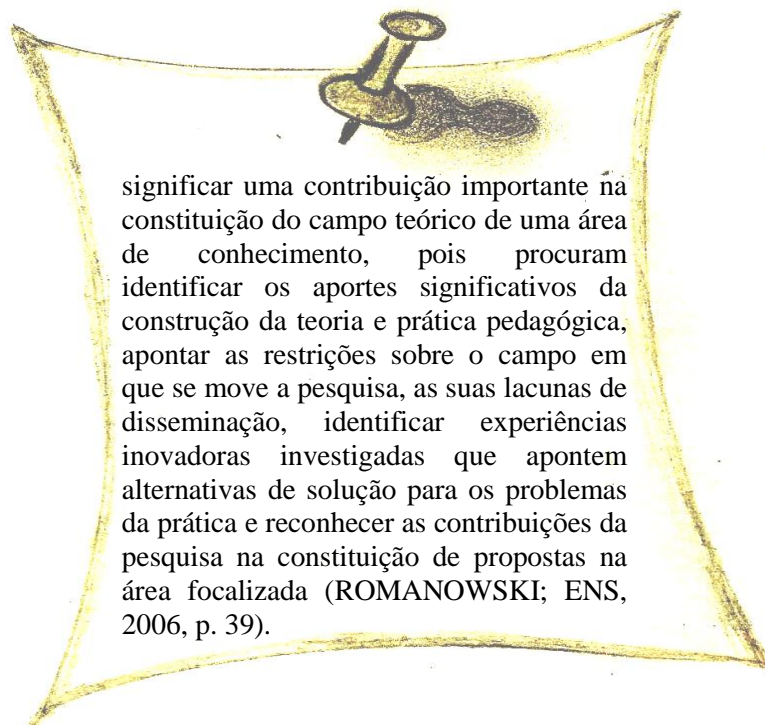 significar uma contribuição importante na
constituição do campo teórico de uma área
de conhecimento, pois procuram
identificar os aportes significativos da
construção da teoria e prática pedagógica,
apontar as restrições sobre o campo em
que se move a pesquisa, as suas lacunas de
disseminação, identificar experiências
inovadoras investigadas que apontem
alternativas de solução para os problemas
da prática e reconhecer as contribuições da
pesquisa na constituição de propostas na
área focalizada (ROMANOWSKI; ENS,
2006, p. 39).